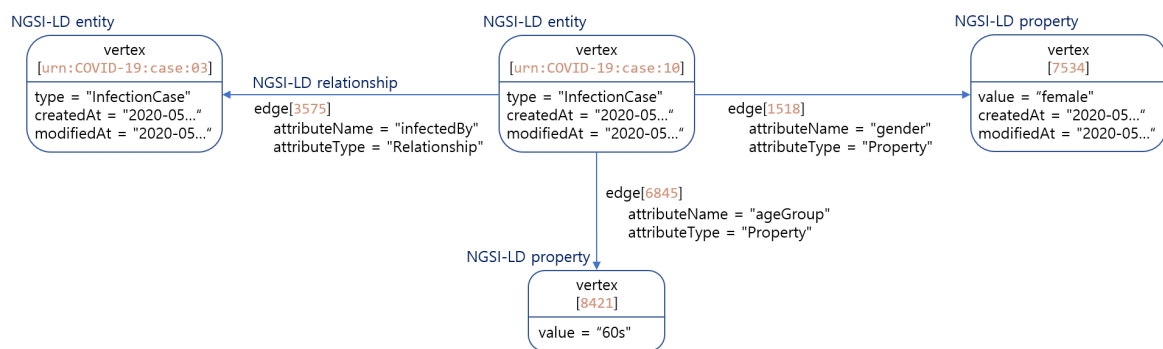 NGSI-LD entity
vertex
[urn:COVID-19:case:03]
type = "InfectionCase"
createdAt = "2020-05…“
modifiedAt = "2020-05…“
NGSI-LD relationship
edge[3575]
attributeName = "infectedBy"
attributeType = "Relationship"
NGSI-LD entity
vertex
[urn:COVID-19:case:10]
type = "InfectionCase"
createdAt = "2020-05…“
modifiedAt = "2020-05…“
edge[1518]
attributeName = "gender"
attributeType = "Property"
NGSI-LD property
vertex
[7534]
value = “female"
createdAt = "2020-05…“
modifiedAt = "2020-05…“
edge[6845]
attributeName = "ageGroup"
attributeType = "Property"
NGSI-LD property
vertex
[8421]
value = “60s"